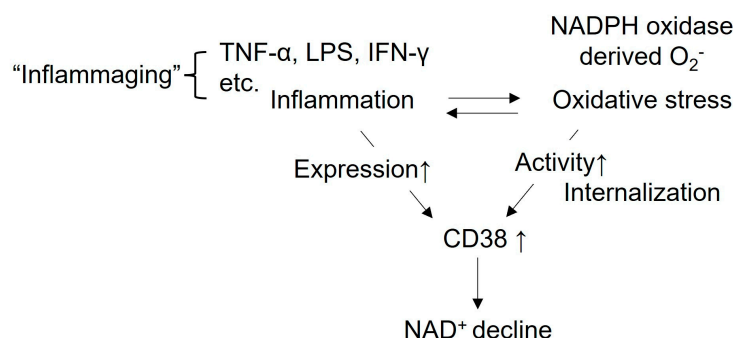 NADPH oxidase
derived O₂⁻
TNF-α, LPS, IFN-γ
etc.
“Inflammaging”
Inflammation
Oxidative stress
Expression↑
Activity↑
Internalization
CD38 ↑
NAD⁺ decline